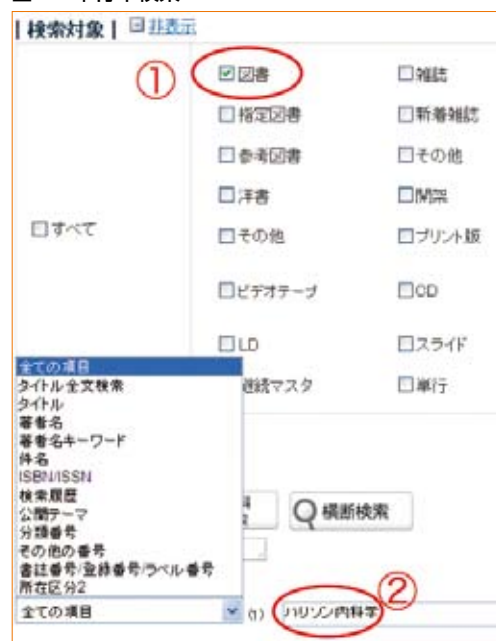 |検索対象| 非表示
①
図書 雑誌
指定図書 新着雑誌
参考図書 その他
洋書 開架
すべて
その他 プリント版
ビデオテープ CD
LD スライド
継続マスタ 単行
全ての項目
タイトル全文検索
タイトル
著者名
著者名キーワード
件名
ISBN/ISSN
検索履歴
公開テーマ
分類番号
その他の番号
書誌番号/登録番号/ラベル番号
所在区分2
横断検索
②
全ての項目 (1) ハリソン内科学